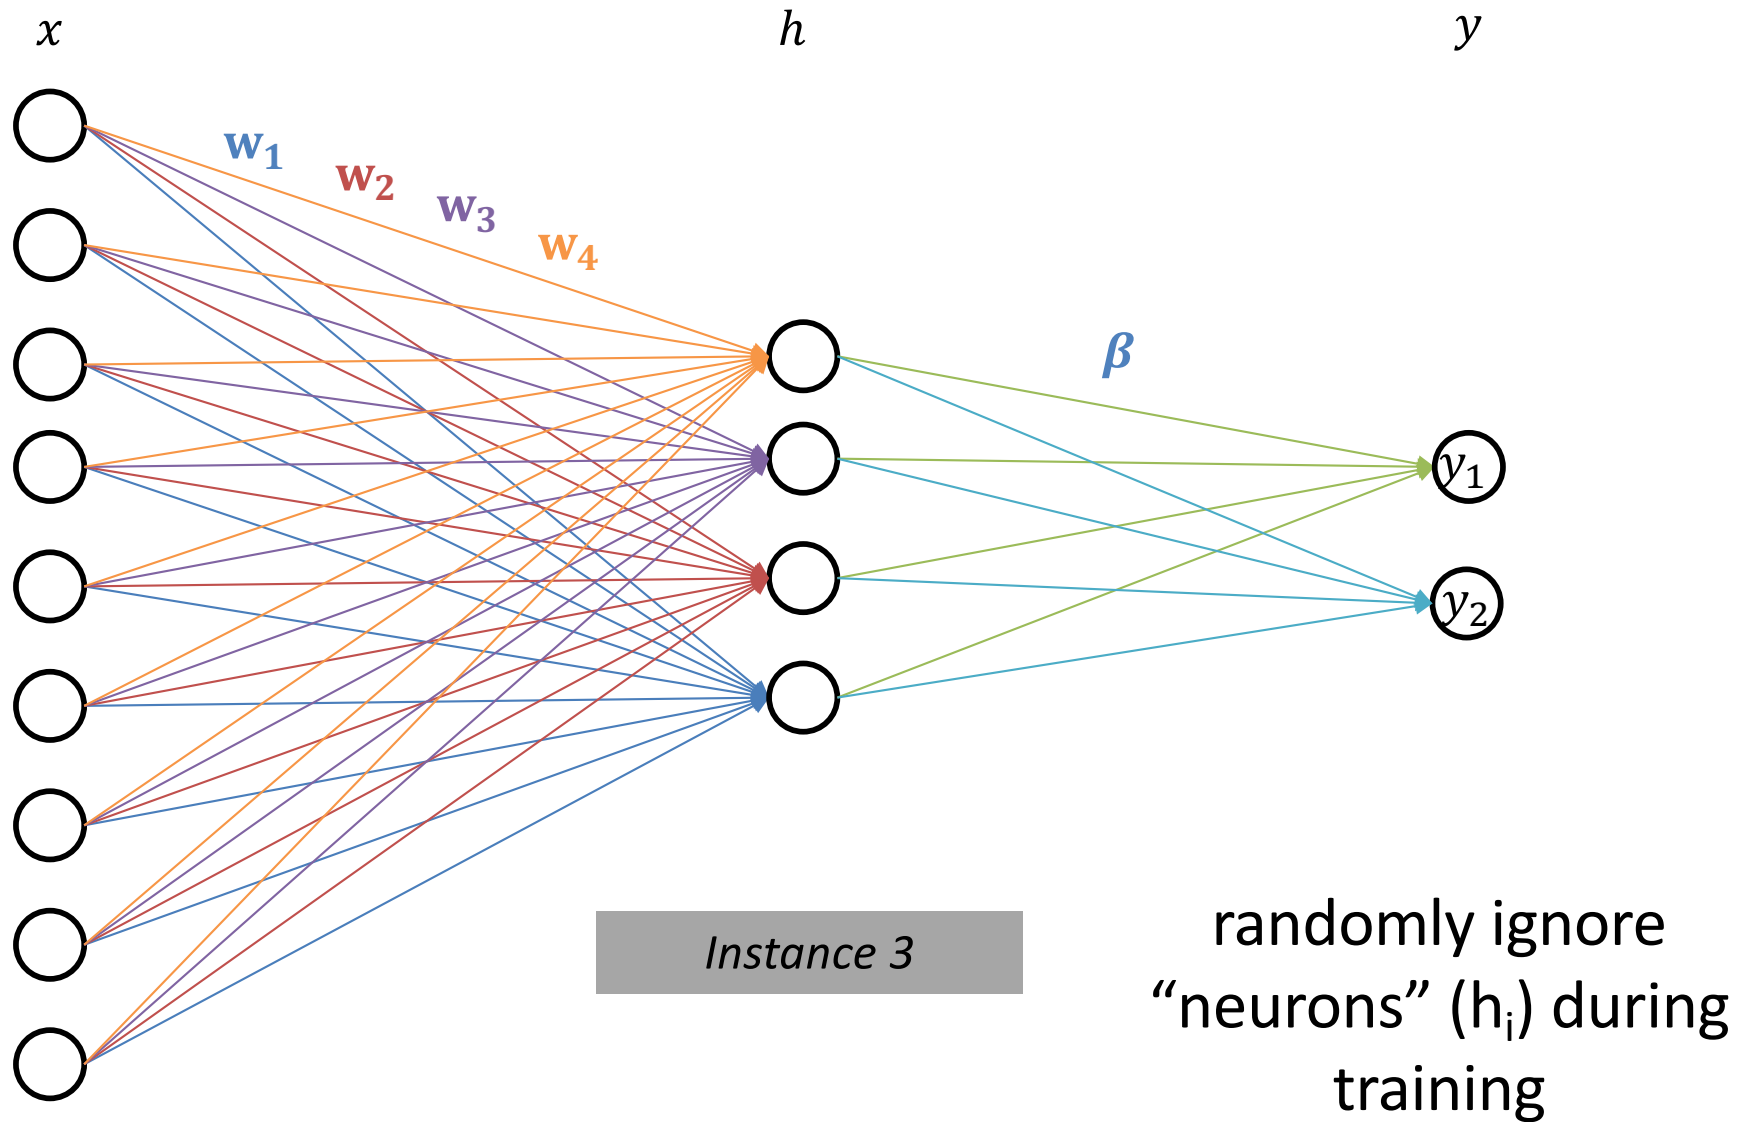 x h y
w₁
w₂
w₃
w₄
β
y₁
y₂
Instance 3
randomly ignore
“neurons” (hᵢ) during
training